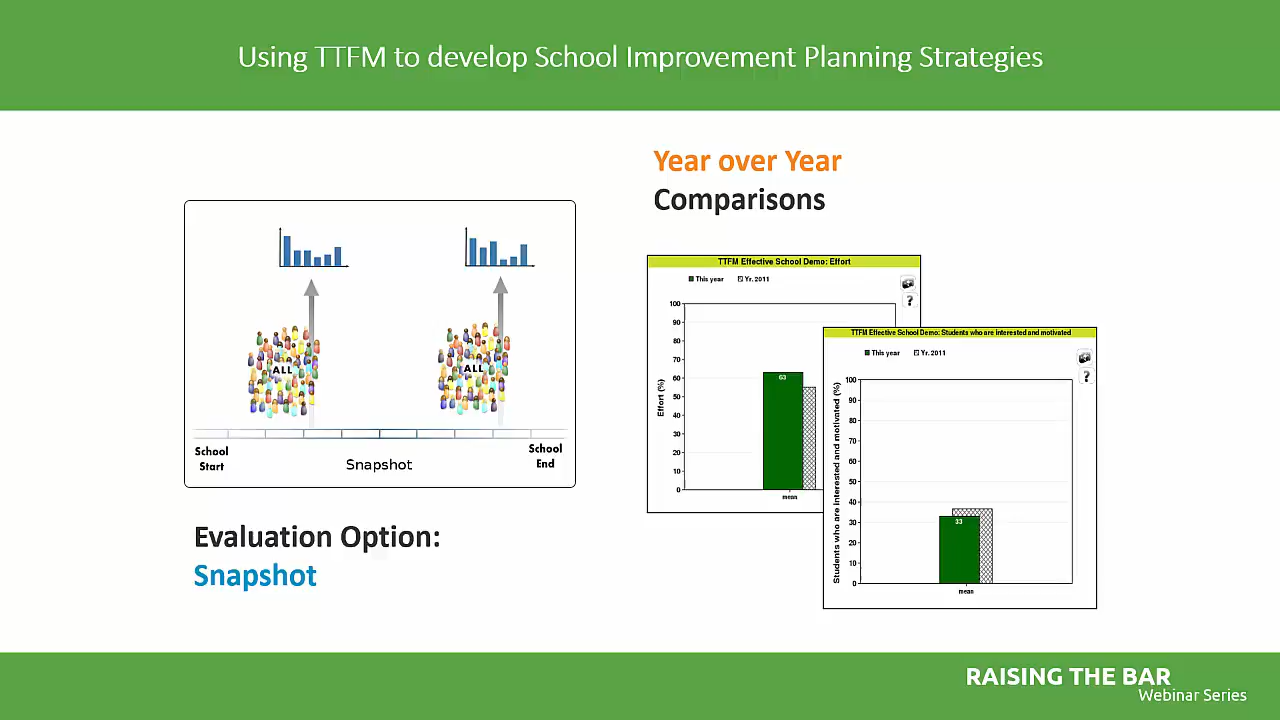 Using TTFM to develop School Improvement Planning Strategies
Year over Year
Comparisons
ALL
ALL
School
Start
Snapshot
School
End
Evaluation Option:
Snapshot
TTFM Effective School Demo: Effort
This year
Yr. 2011
?
Effort (%)
100
90
80
70
60
50
40
30
20
10
0
63
mean
TTFM Effective School Demo: Students who are interested and motivated
This year
Yr. 2011
?
Students who are interested and motivated (%)
100
90
80
70
60
50
40
30
20
10
0
33
mean
RAISING THE BAR
Webinar Series